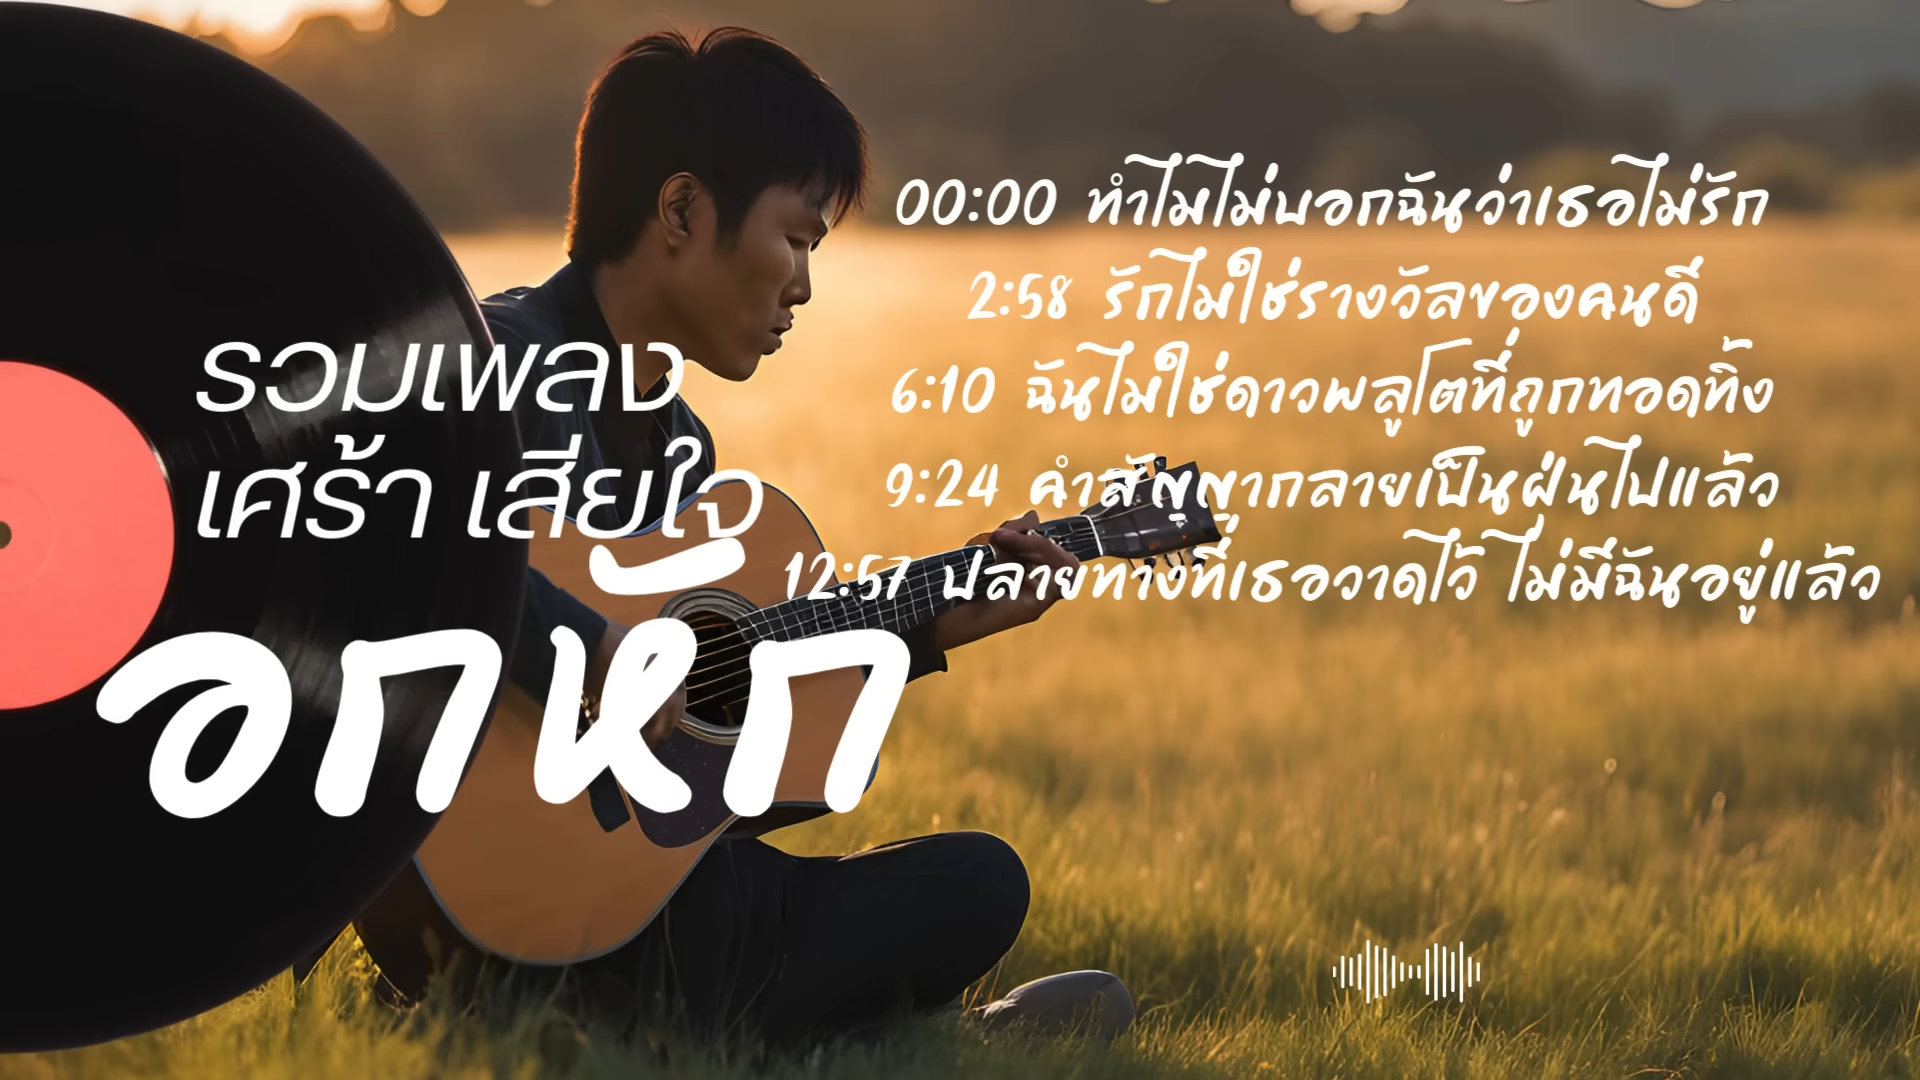 รวมเพลง
เศร้า เสียใจ
อกหัก
00:00 ทำไมไม่บอกฉันว่าเธอไม่รัก
2:58 รักไม่ใช่รางวัลของคนดี
6:10 ฉันไม่ใช่ดาวพลูโตที่ถูกทอดทิ้ง
9:24 คำสัญญากลายเป็นฝุ่นไปแล้ว
12:57 ปลายทางที่เธอวาดไว้ ไม่มีฉันอยู่แล้ว